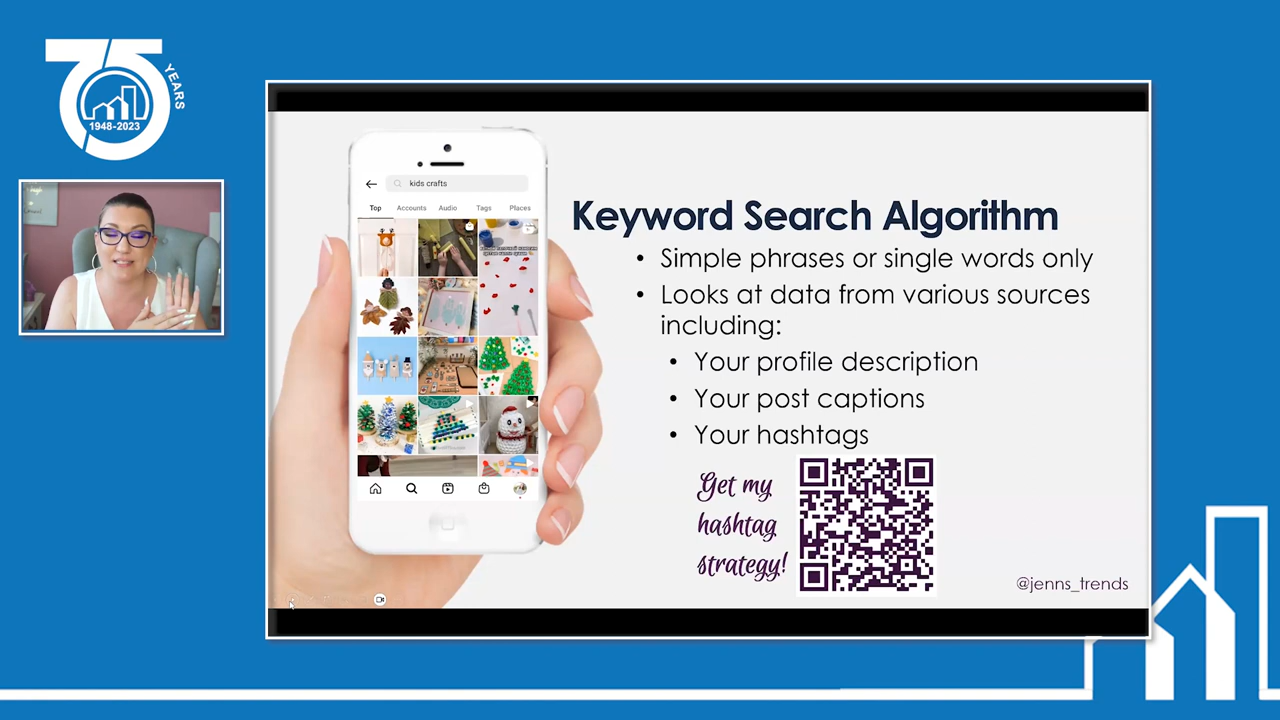 75
YEARS
1948-2023
kids crafts
Top Accounts Audio Tags Places
Keyword Search Algorithm
• Simple phrases or single words only
• Looks at data from various sources
including:
• Your profile description
• Your post captions
• Your hashtags
Get my
hashtag
strategy!
@jenns_trends